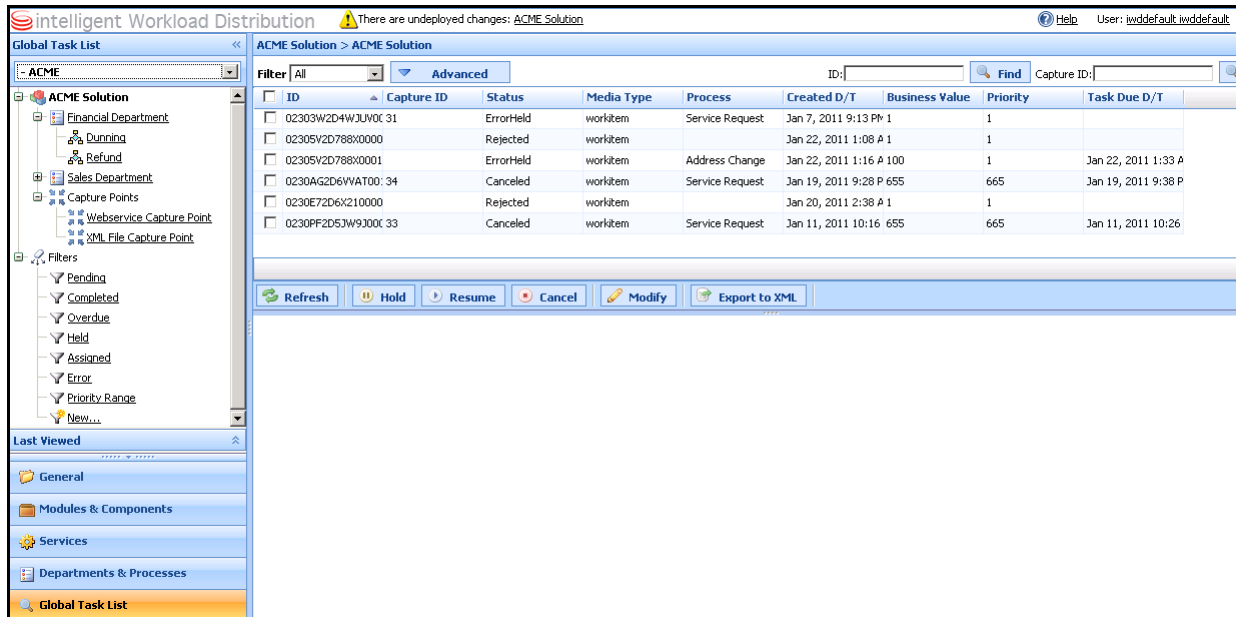 intelligent Workload Distribution
There are undeployed changes: ACME Solution
Help User: iwddefault iwddefault
Global Task List
ACME Solution > ACME Solution
- ACME
Filter All Advanced ID: Find Capture ID:
ACME Solution
Financial Department
Dunning
Refund
Sales Department
Capture Points
Webservice Capture Point
XML File Capture Point
Filters
Pending
Completed
Overdue
Held
Assigned
Error
Priority Range
New...
Last Viewed
General
Modules & Components
Services
Departments & Processes
Global Task List
ID Capture ID Status Media Type Process Created D/T Business Value Priority Task Due D/T
31 ErrorHeld workitem Service Request Jan 7, 2011 9:13 PM 1 1
02305V2D788X0000 Rejected workitem Jan 22, 2011 1:08 A 1 1
02305V2D788X0001 ErrorHeld workitem Address Change Jan 22, 2011 1:16 A 100 1 Jan 22, 2011 1:33 A
34 Canceled workitem Service Request Jan 19, 2011 9:28 P 655 665 Jan 19, 2011 9:38 P
0230E72D6X210000 Rejected workitem Jan 20, 2011 2:38 A 1 1
33 Canceled workitem Service Request Jan 11, 2011 10:16 655 665 Jan 11, 2011 10:26
Refresh Hold Resume Cancel Modify Export to XML